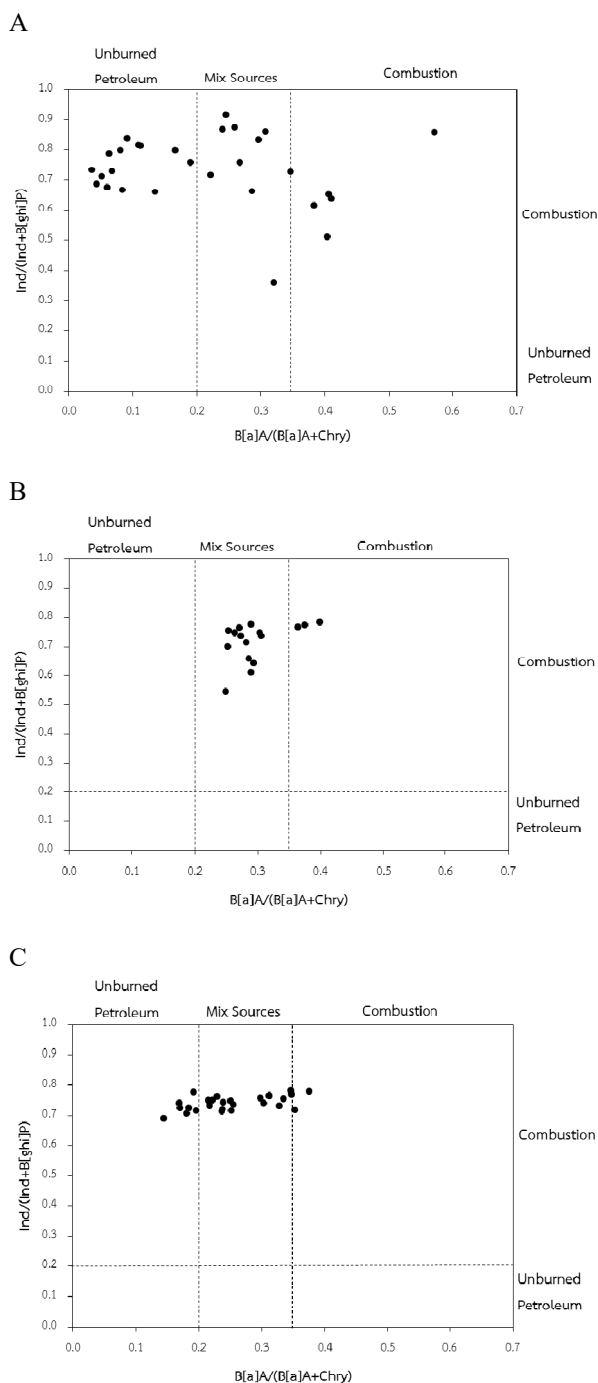 A
Unburned
Petroleum
Mix Sources
Combustion
1.0
0.9
0.8
0.7
0.6
0.5
0.4
0.3
0.2
0.1
0.0
Ind/(Ind+B[ghi]P)
Combustion
Unburned
Petroleum
0.0 0.1 0.2 0.3 0.4 0.5 0.6 0.7
B[a]A/(B[a]A+Chry)
B
Unburned
Petroleum
Mix Sources
Combustion
1.0
0.9
0.8
0.7
0.6
0.5
0.4
0.3
0.2
0.1
0.0
Ind/(Ind+B[ghi]P)
Combustion
Unburned
Petroleum
0.0 0.1 0.2 0.3 0.4 0.5 0.6 0.7
B[a]A/(B[a]A+Chry)
C
Unburned
Petroleum
Mix Sources
Combustion
1.0
0.9
0.8
0.7
0.6
0.5
0.4
0.3
0.2
0.1
0.0
Ind/(Ind+B[ghi]P)
Combustion
Unburned
Petroleum
0.0 0.1 0.2 0.3 0.4 0.5 0.6 0.7
B[a]A/(B[a]A+Chry)